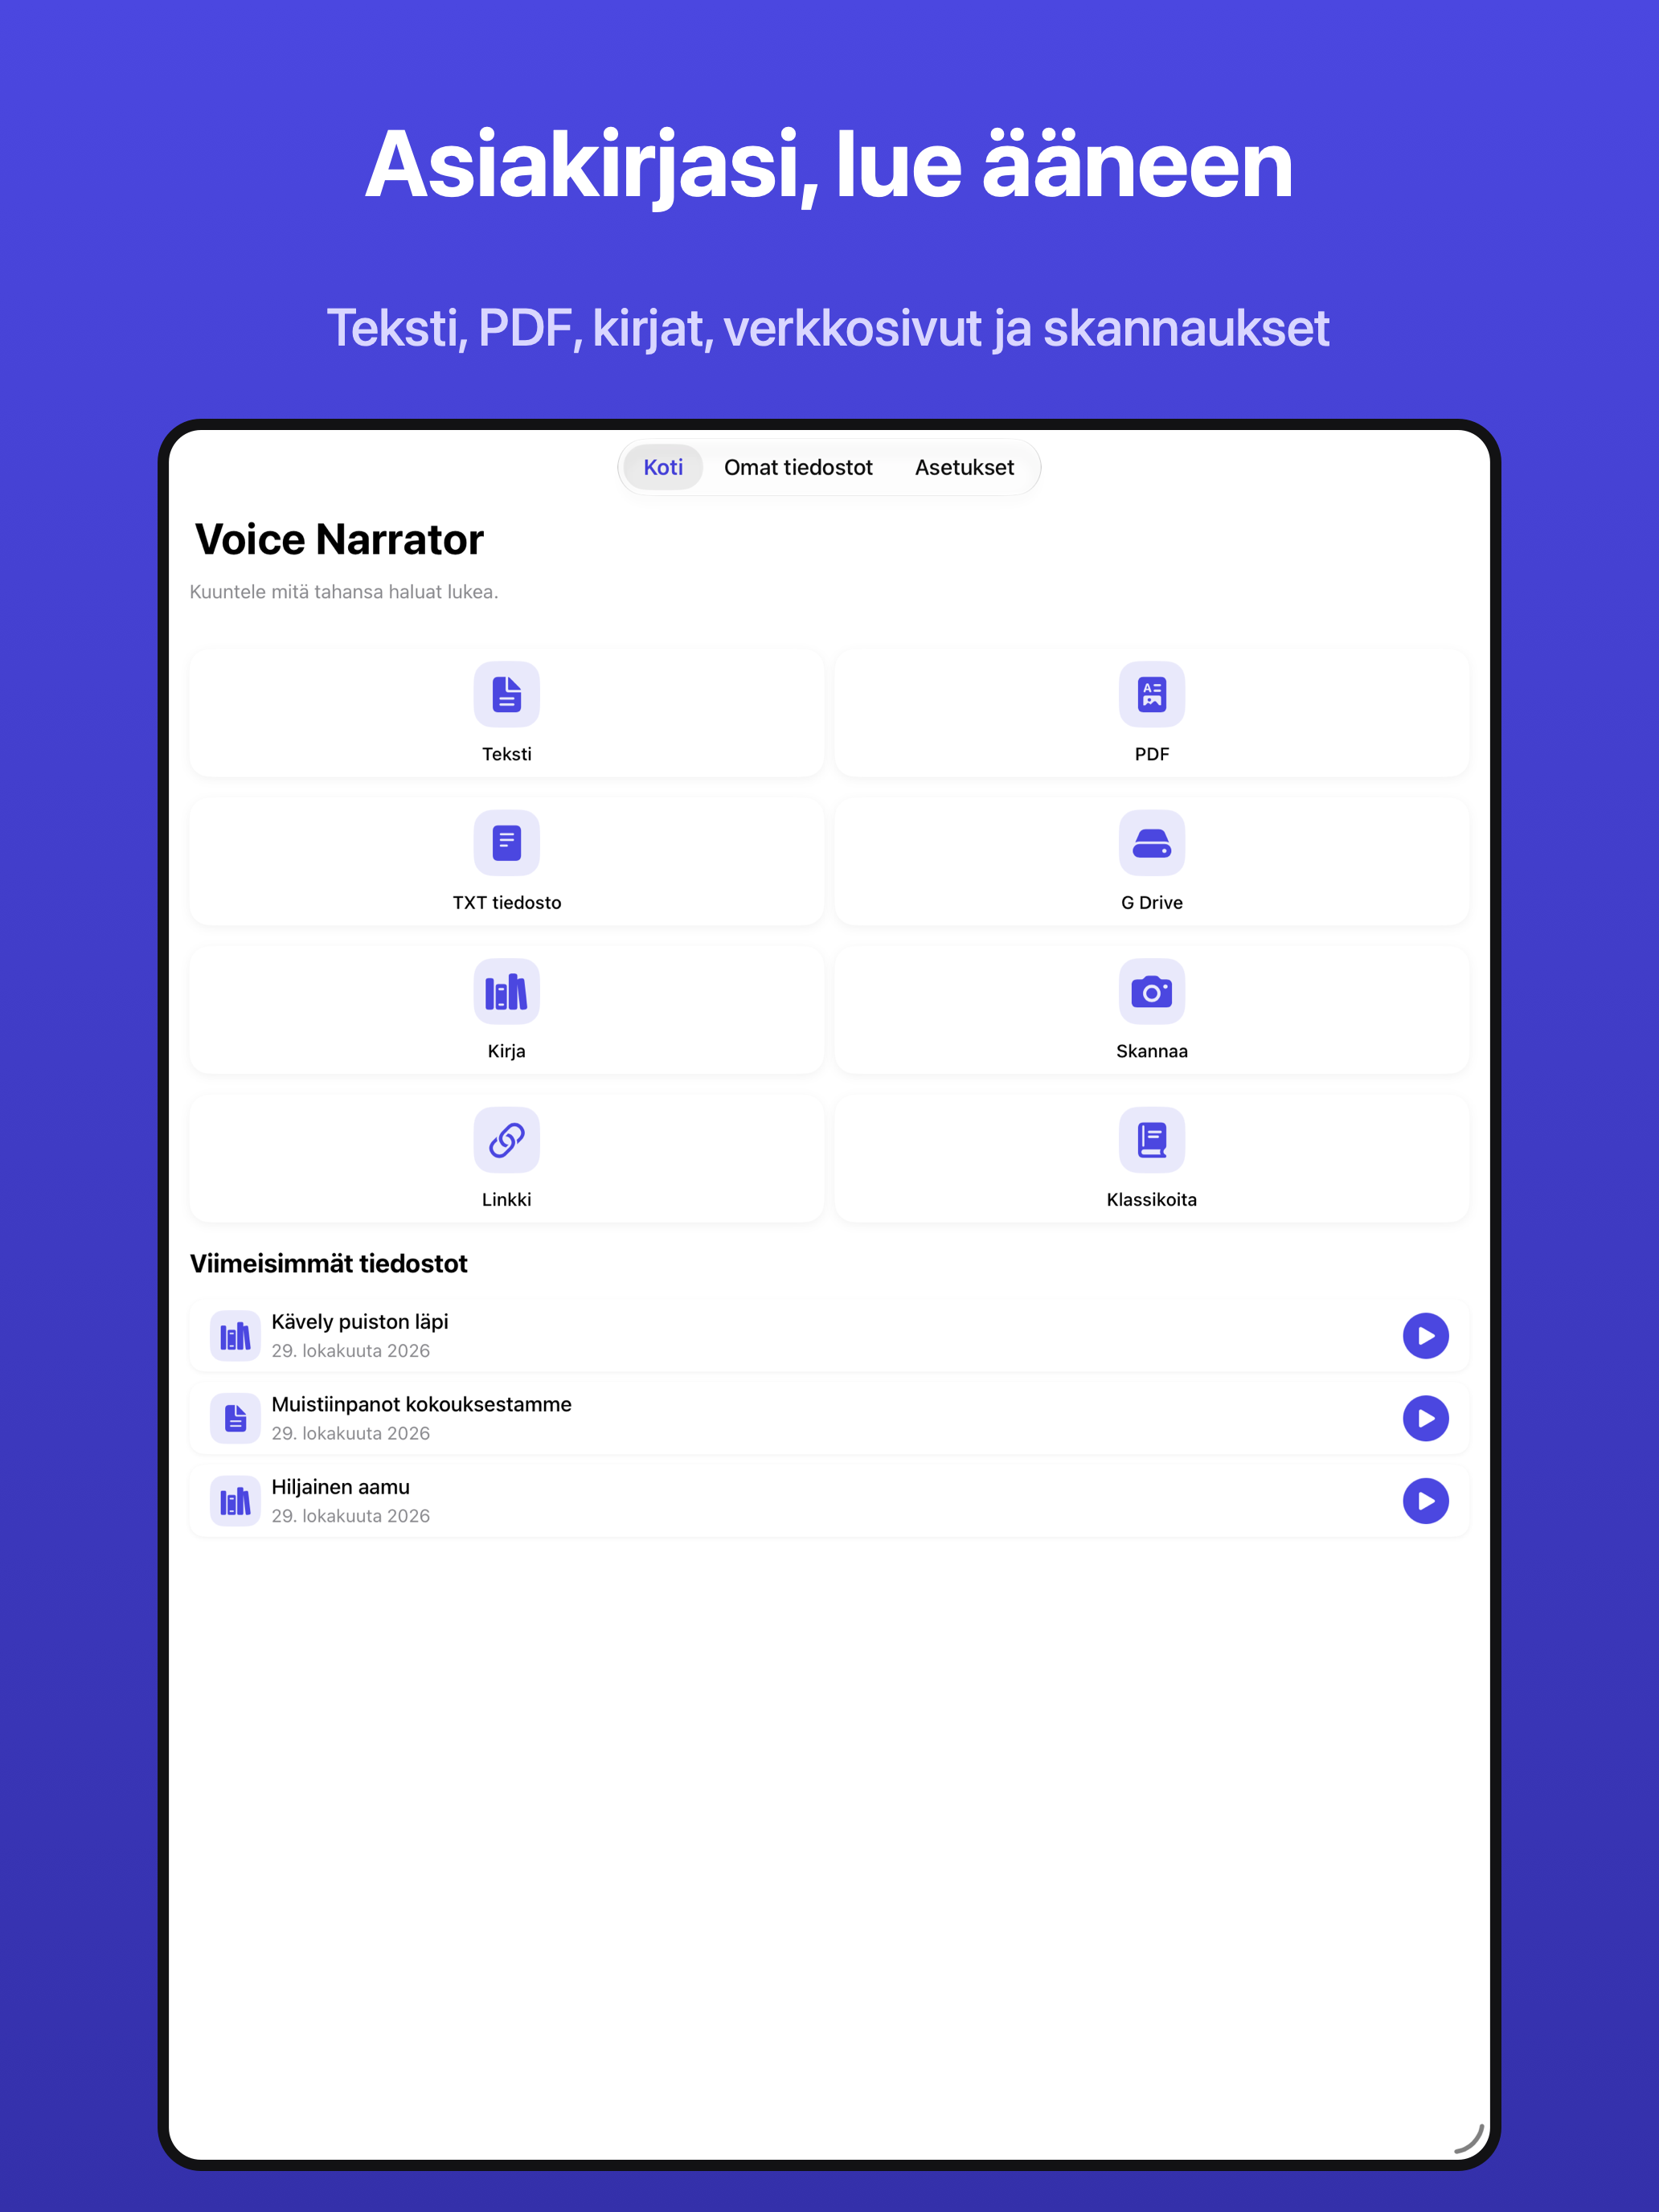 Asiakirjasi, lue ääneen
Teksti, PDF, kirjat, verkkosivut ja skannaukset
Koti Omat tiedostot Asetukset
Voice Narrator
Kuuntele mitä tahansa haluat lukea.
Teksti
PDF
TXT tiedosto
G Drive
Kirja
Skannaa
Linkki
Klassikoita
Viimeisimmät tiedostot
Kävely puiston läpi
29. lokakuuta 2026
Muistiinpanot kokouksestamme
29. lokakuuta 2026
Hiljainen aamu
29. lokakuuta 2026